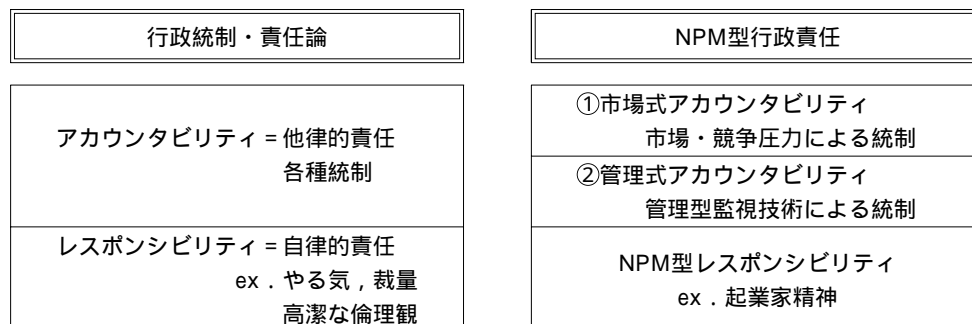 行政統制・責任論
アカウンタビリティ = 他律的責任
各種統制
レスポンシビリティ = 自律的責任
ex．やる気，裁量
高潔な倫理観
NPM型行政責任
①市場式アカウンタビリティ
市場・競争圧力による統制
②管理式アカウンタビリティ
管理型監視技術による統制
NPM型レスポンシビリティ
ex．起業家精神